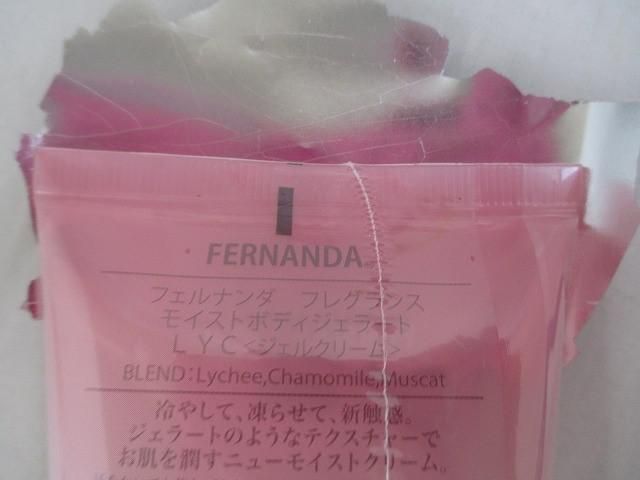 FERNANDA
フェルナンダ フレグランス
モイストボディジェラート
LYC<ジェルクリーム>
BLEND:Lychee,Chamomile,Muscat
冷やして、凍らせて、新触感。
ジェラートのようなテクスチャーで
お肌を潤すニューモイストクリーム。